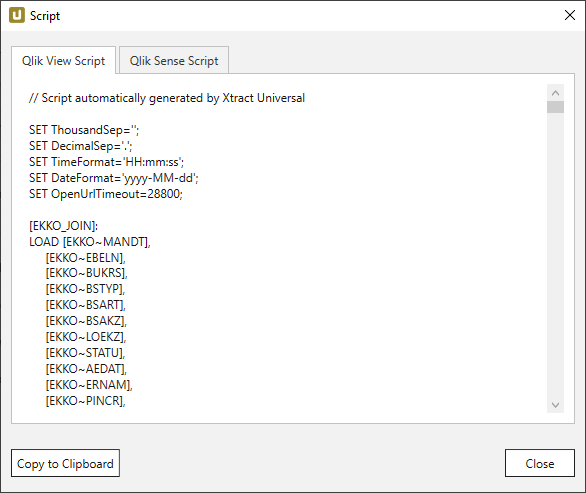 U Script
Qlik View Script Qlik Sense Script
// Script automatically generated by Xtract Universal
SET ThousandSep='';
SET DecimalSep='.';
SET TimeFormat='HH:mm:ss';
SET DateFormat='yyyy-MM-dd';
SET OpenUrlTimeout=28800;
[EKKO_JOIN]:
LOAD [EKKO~MANDT],
[EKKO~EBELN],
[EKKO~BUKRS],
[EKKO~BSTYP],
[EKKO~BSART],
[EKKO~BSAKZ],
[EKKO~LOEKZ],
[EKKO~STATU],
[EKKO~AEDAT],
[EKKO~ERNAM],
[EKKO~PINCR],
Copy to Clipboard Close